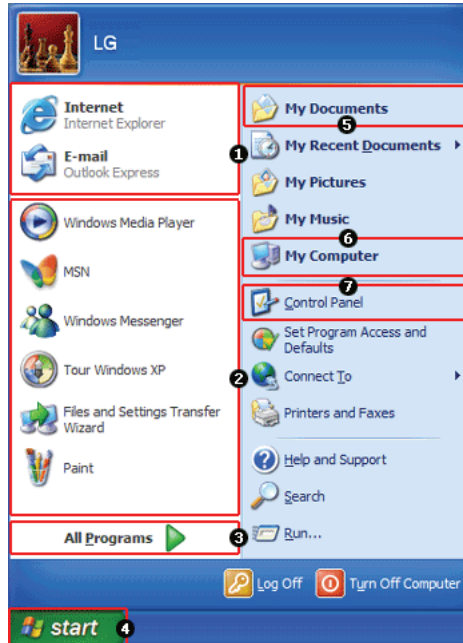 LG
Internet
Internet Explorer
E-mail
Outlook Express
1
Windows Media Player
MSN
Windows Messenger
Tour Windows XP
Files and Settings Transfer
Wizard
Paint
2
All Programs
3
My Documents
5
My Recent Documents
My Pictures
My Music
6
My Computer
7
Control Panel
Set Program Access and
Defaults
Connect To
Printers and Faxes
Help and Support
Search
Run...
Log Off
Turn Off Computer
start
4